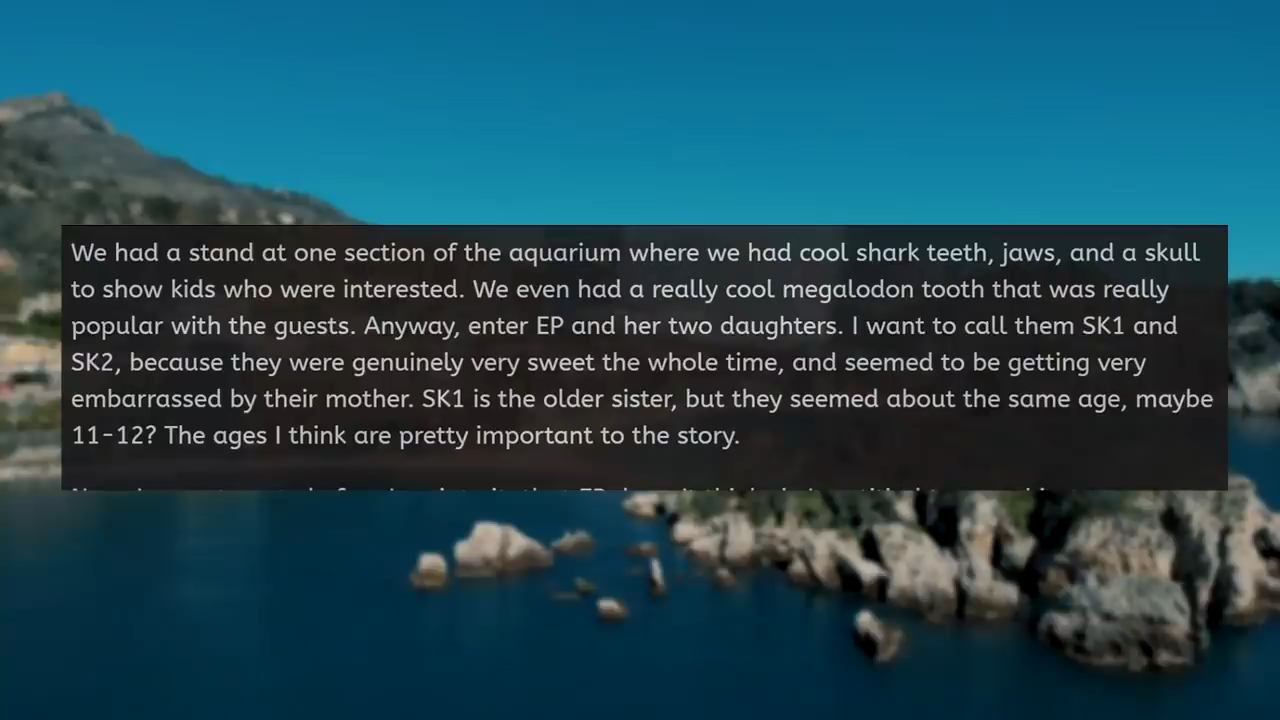 We had a stand at one section of the aquarium where we had cool shark teeth, jaws, and a skull
to show kids who were interested. We even had a really cool megalodon tooth that was really
popular with the guests. Anyway, enter EP and her two daughters. I want to call them SK1 and
SK2, because they were genuinely very sweet the whole time, and seemed to be getting very
embarrassed by their mother. SK1 is the older sister, but they seemed about the same age, maybe
11-12? The ages I think are pretty important to the story.